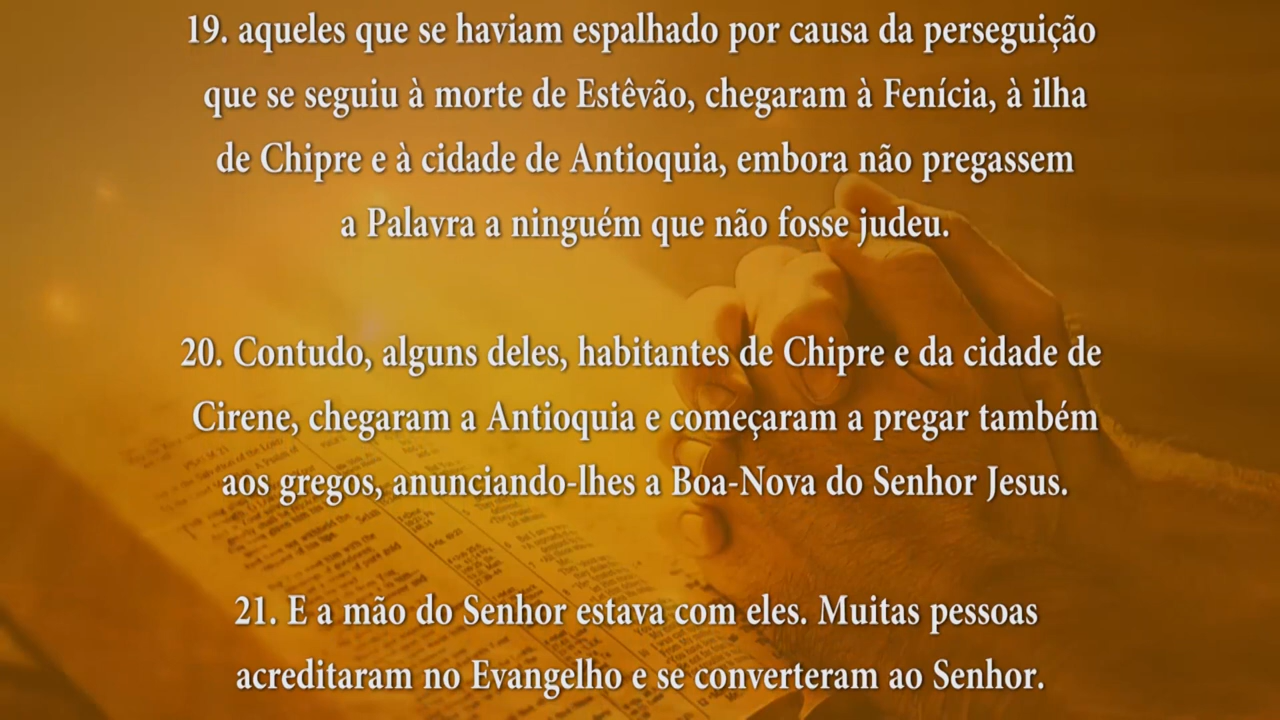 19. aqueles que se haviam espalhado por causa da perseguição
que se seguiu à morte de Estêvão, chegaram à Fenícia, à ilha
de Chipre e à cidade de Antioquia, embora não pregassem
a Palavra a ninguém que não fosse judeu.
20. Contudo, alguns deles, habitantes de Chipre e da cidade de
Cirene, chegaram a Antioquia e começaram a pregar também
aos gregos, anunciando-lhes a Boa-Nova do Senhor Jesus.
21. E a mão do Senhor estava com eles. Muitas pessoas
acreditaram no Evangelho e se converteram ao Senhor.